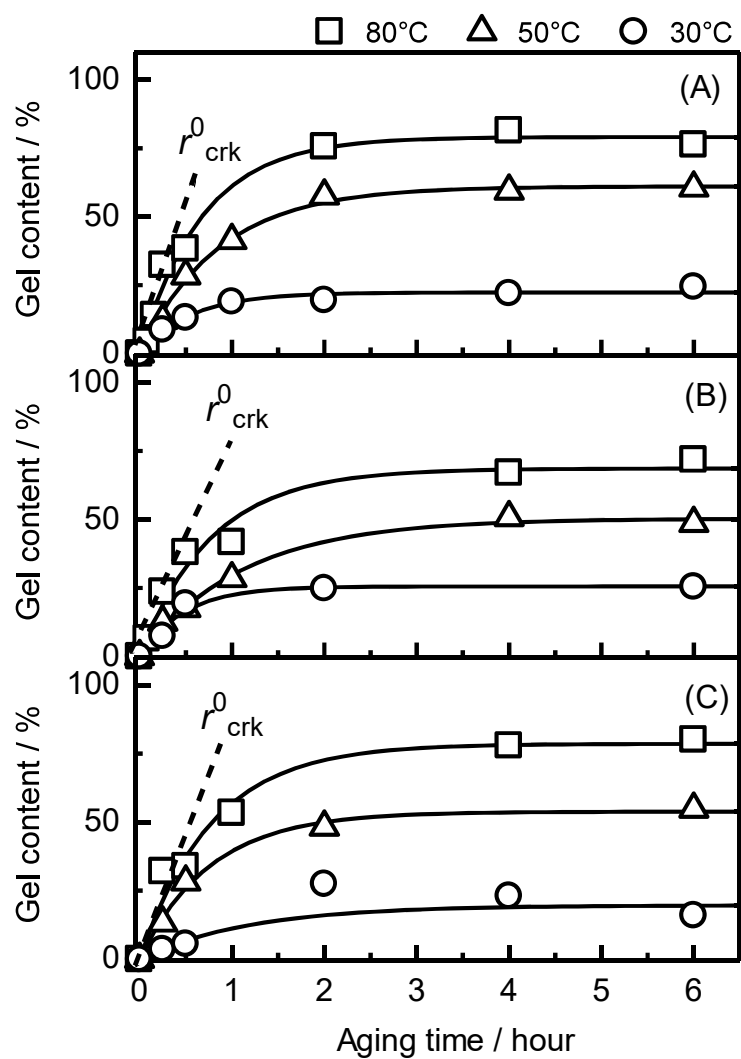 80°C 50°C 30°C
100
(A)
r⁰crk
50
0
Gel content / %
100
(B)
r⁰crk
50
0
Gel content / %
100
(C)
r⁰crk
50
0
Gel content / %
0 1 2 3 4 5 6
Aging time / hour